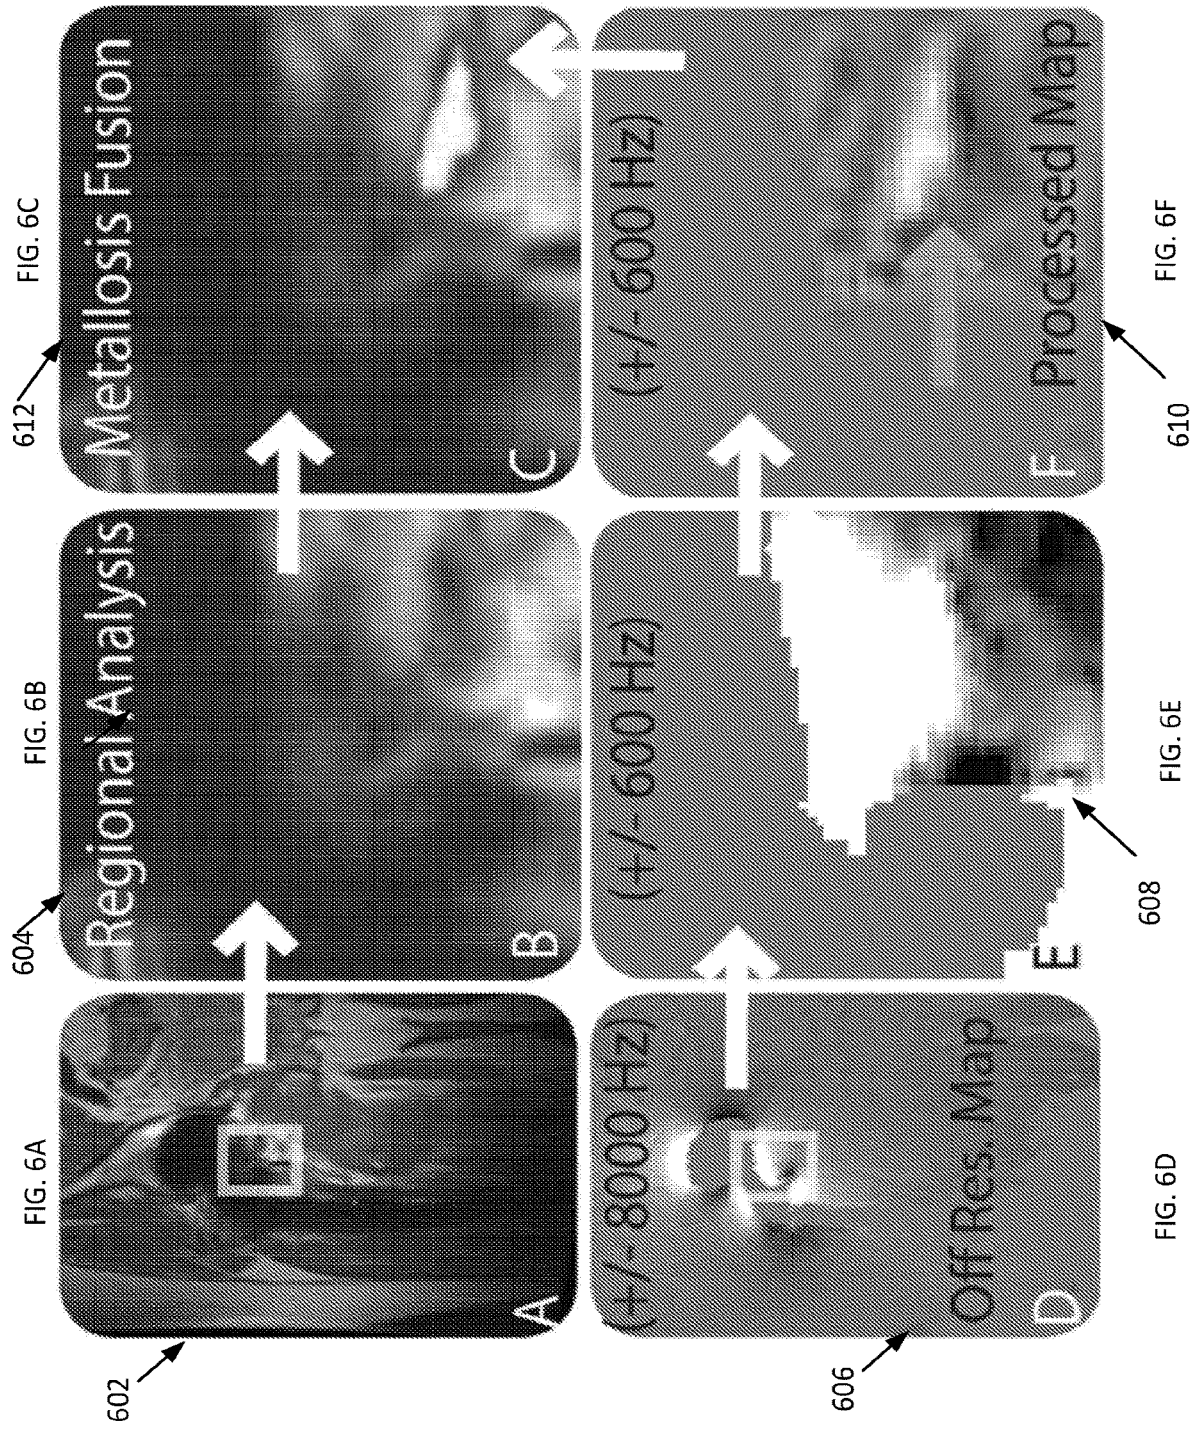 FIG. 6A
FIG. 6B
FIG. 6C
602
604
612
Regional Analysis
Metallosis Fusion
A
B
C
(+/- 8000 Hz)
(+/- 600 Hz)
(+/- 600 Hz)
Off Res. Map
Processed Map
D
E
F
606
608
610
FIG. 6D
FIG. 6E
FIG. 6F